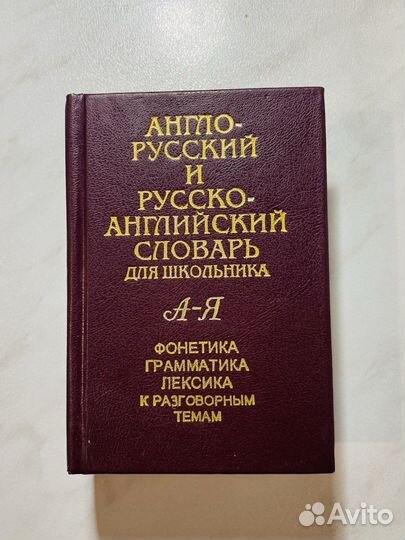 АНГЛО-
РУССКИЙ
И
РУССКО-
АНГЛИЙСКИЙ
СЛОВАРЬ
ДЛЯ ШКОЛЬНИКА
А-Я
ФОНЕТИКА
ГРАММАТИКА
ЛЕКСИКА
К РАЗГОВОРНЫМ
ТЕМАМ
Avito